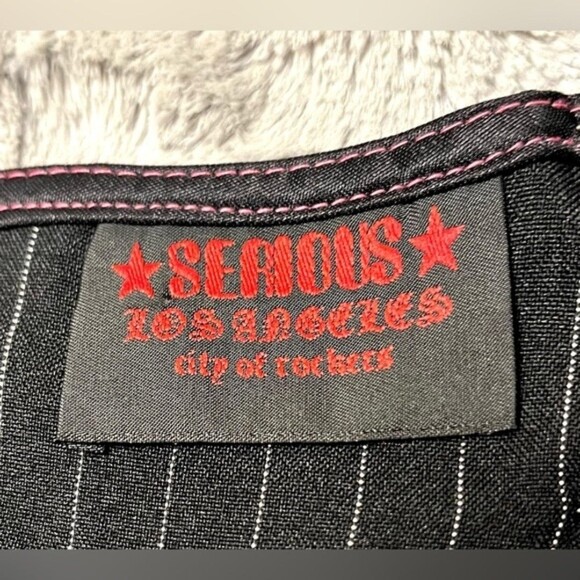 ★SERIOUS★
LOS ANGELES
city of rockers